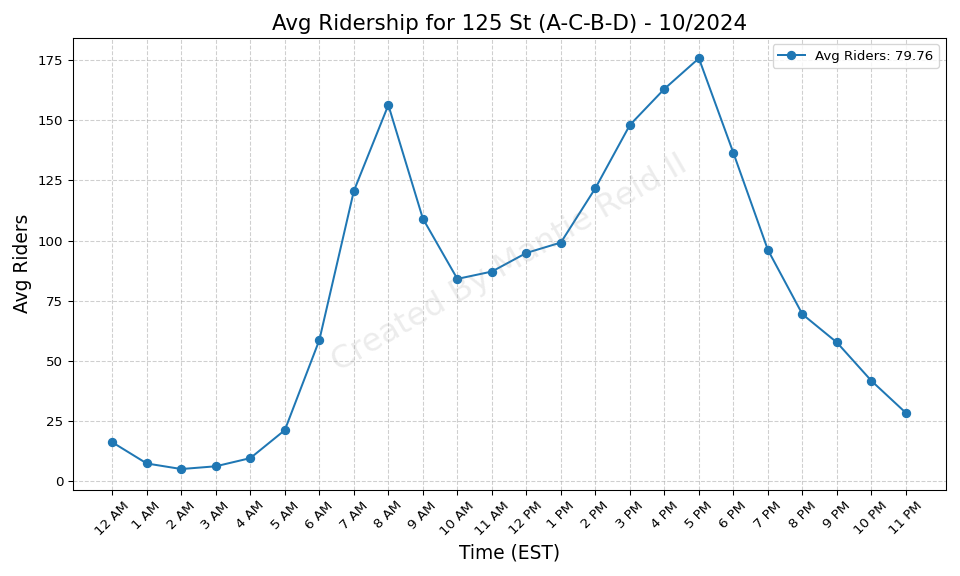 Avg Ridership for 125 St (A-C-B-D) - 10/2024
Avg Riders: 79.76
Avg Riders
175
150
125
100
75
50
25
0
Created By Mantie Reid II
12 AM
1 AM
2 AM
3 AM
4 AM
5 AM
6 AM
7 AM
8 AM
9 AM
10 AM
11 AM
12 PM
1 PM
2 PM
3 PM
4 PM
5 PM
6 PM
7 PM
8 PM
9 PM
10 PM
11 PM
Time (EST)